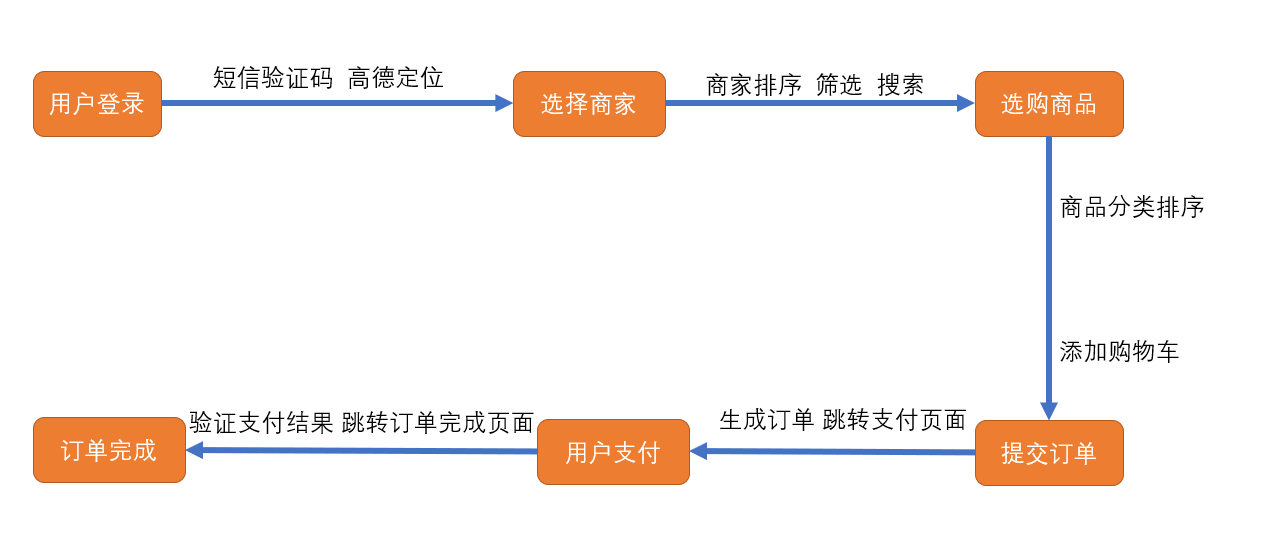 用户登录
短信验证码 高德定位
选择商家
商家排序 筛选 搜索
选购商品
商品分类排序
添加购物车
提交订单
生成订单 跳转支付页面
用户支付
验证支付结果 跳转订单完成页面
订单完成